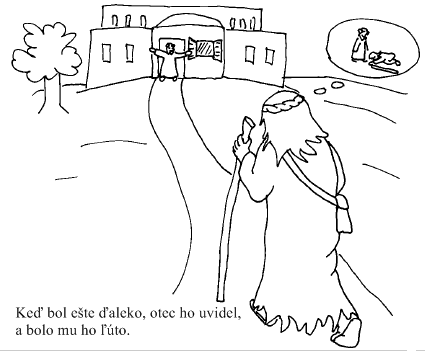 Keď bol ešte ďaleko, otec ho uvidel,
a bolo mu ho ľúto.